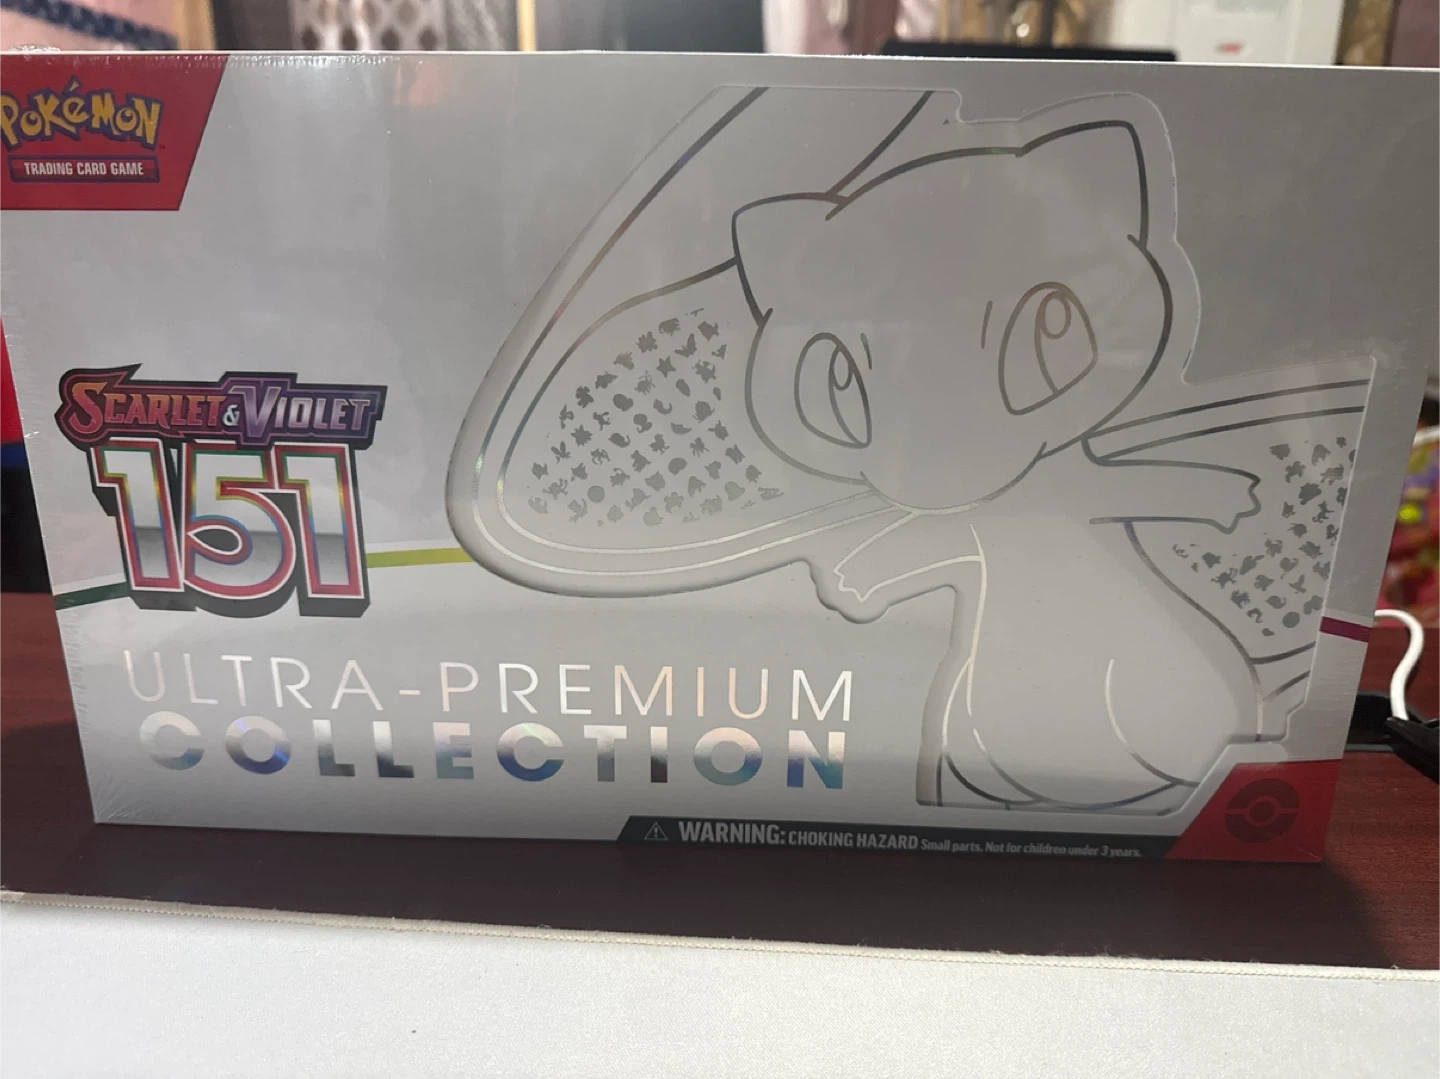 POKéMON
TRADING CARD GAME
SCARLET & VIOLET
151
ULTRA-PREMIUM
COLLECTION
WARNING: CHOKING HAZARD Small parts. Not for children under 3 years.